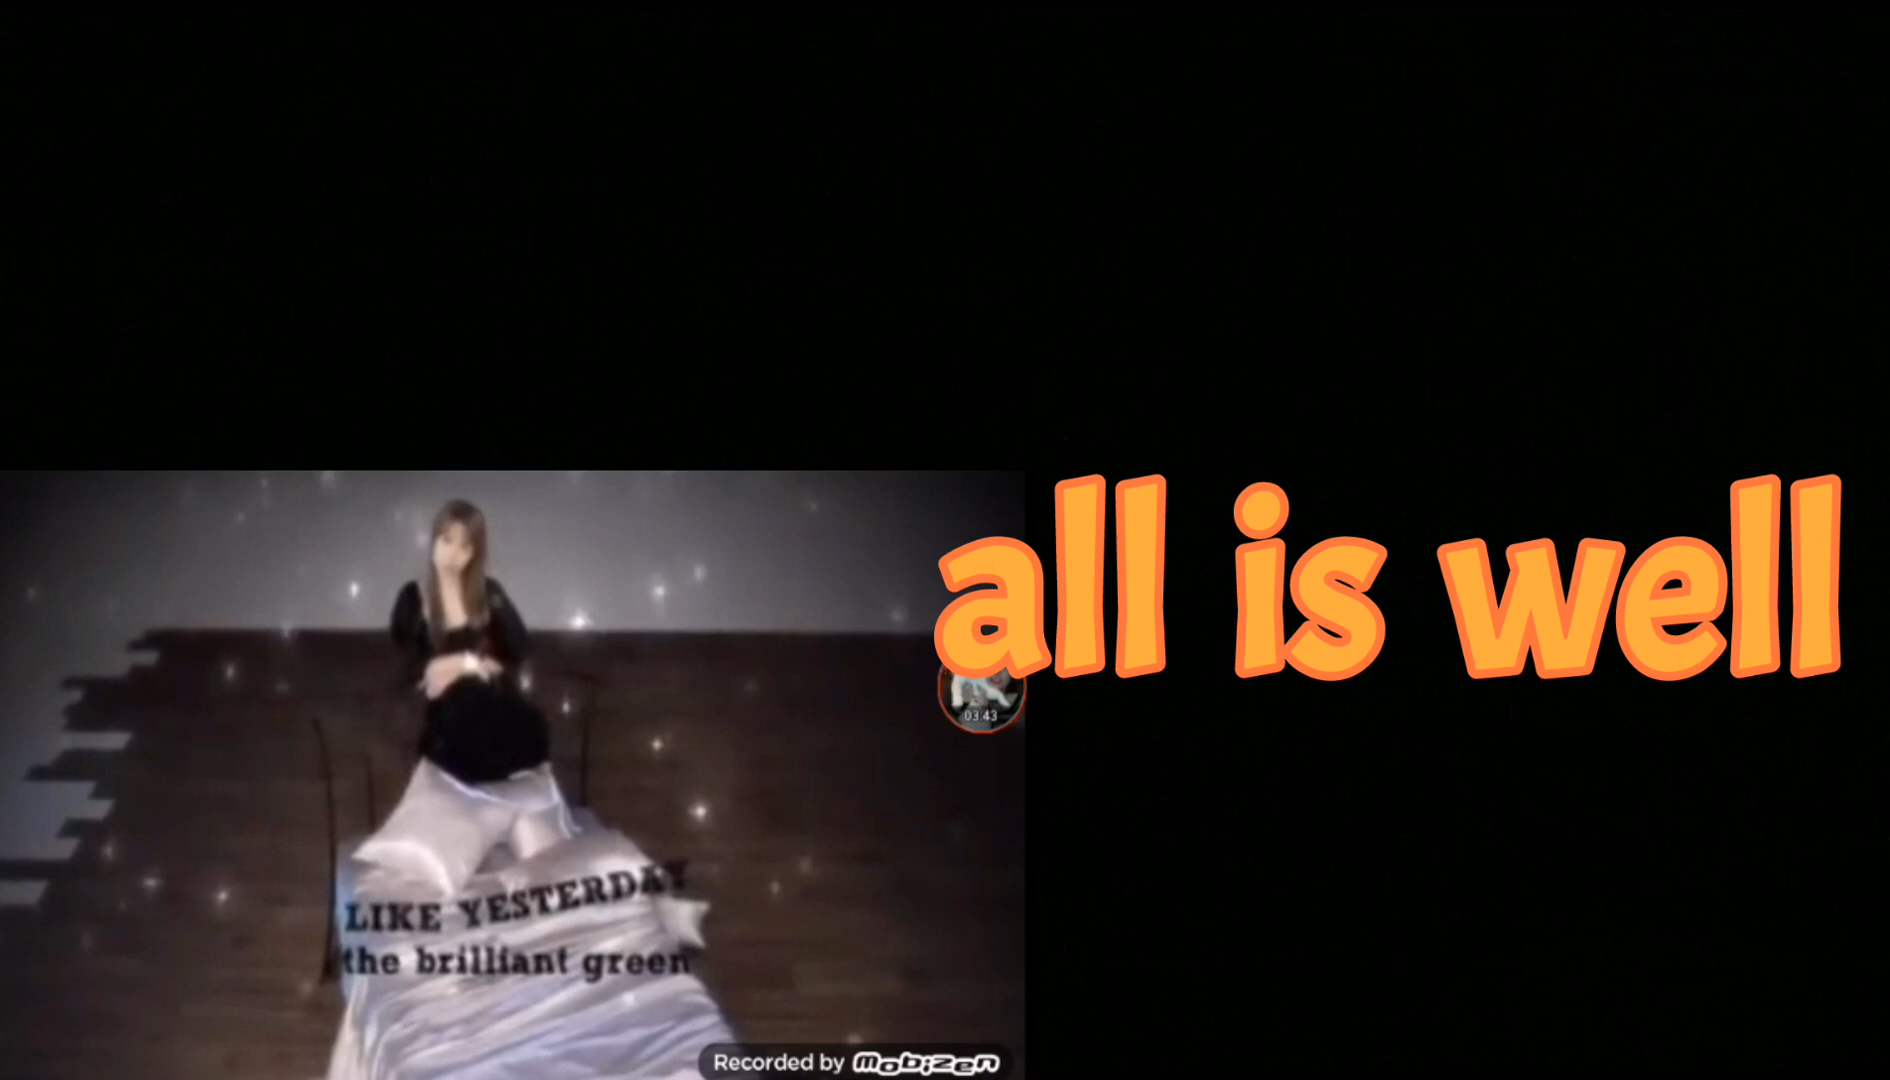 all is well
03:43
LIKE YESTERDAY
the brilliant green
Recorded by Mobizen